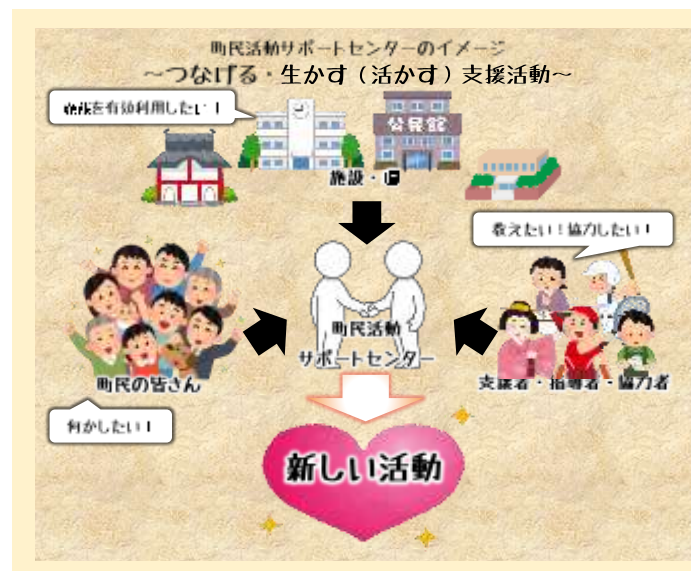 町民活動サポートセンターのイメージ
～つなげる・生かす（活かす）支援活動～
を有効利用したい！
公民館
施設・
教えたい！協力したい！
町民活動
サポートセンター
町民の皆さん
支援者・指導者・協力者
何かしたい！
新しい活動